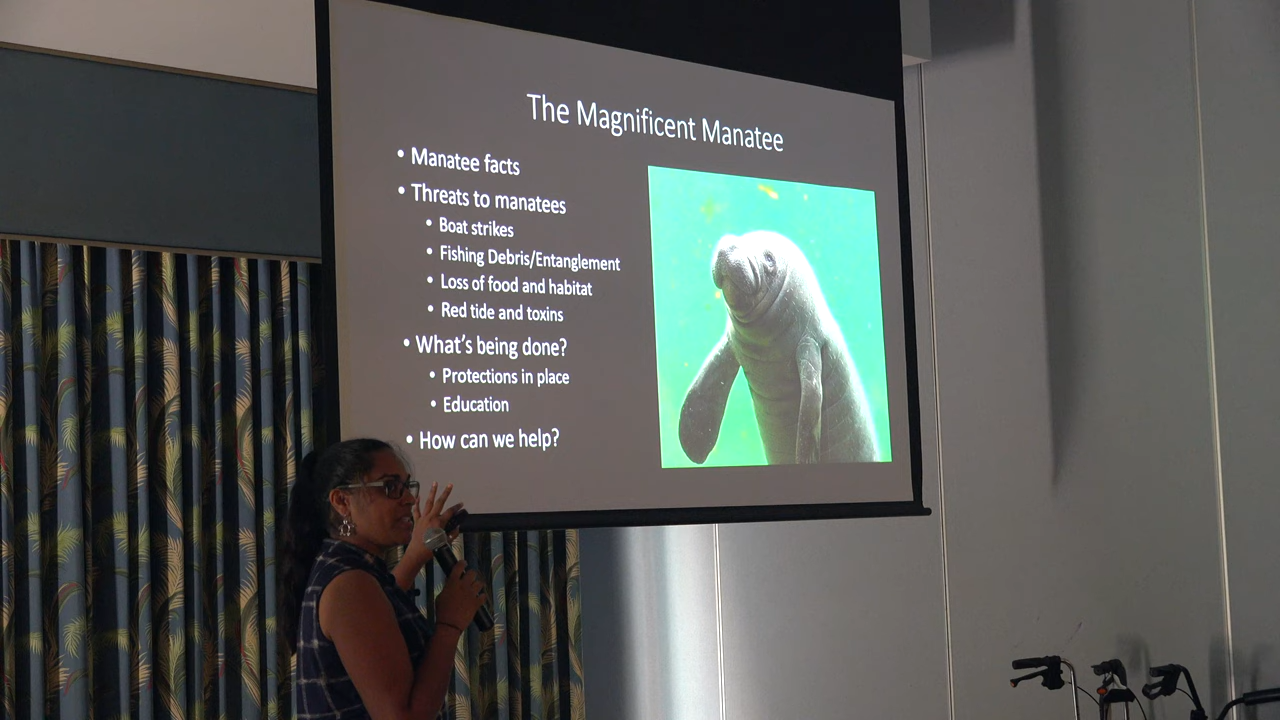 The Magnificent Manatee
• Manatee facts
• Threats to manatees
• Boat strikes
• Fishing Debris/Entanglement
• Loss of food and habitat
• Red tide and toxins
• What's being done?
• Protections in place
• Education
• How can we help?